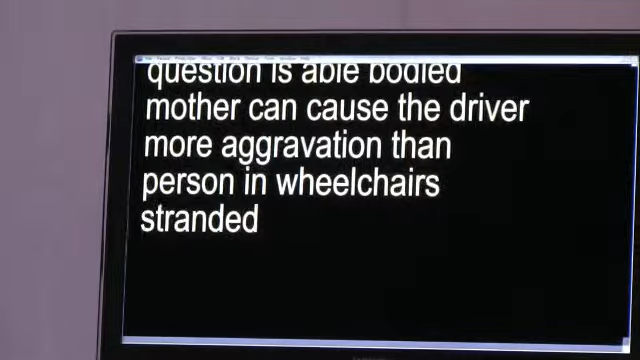 question is able bodied
mother can cause the driver
more aggravation than
person in wheelchairs
stranded